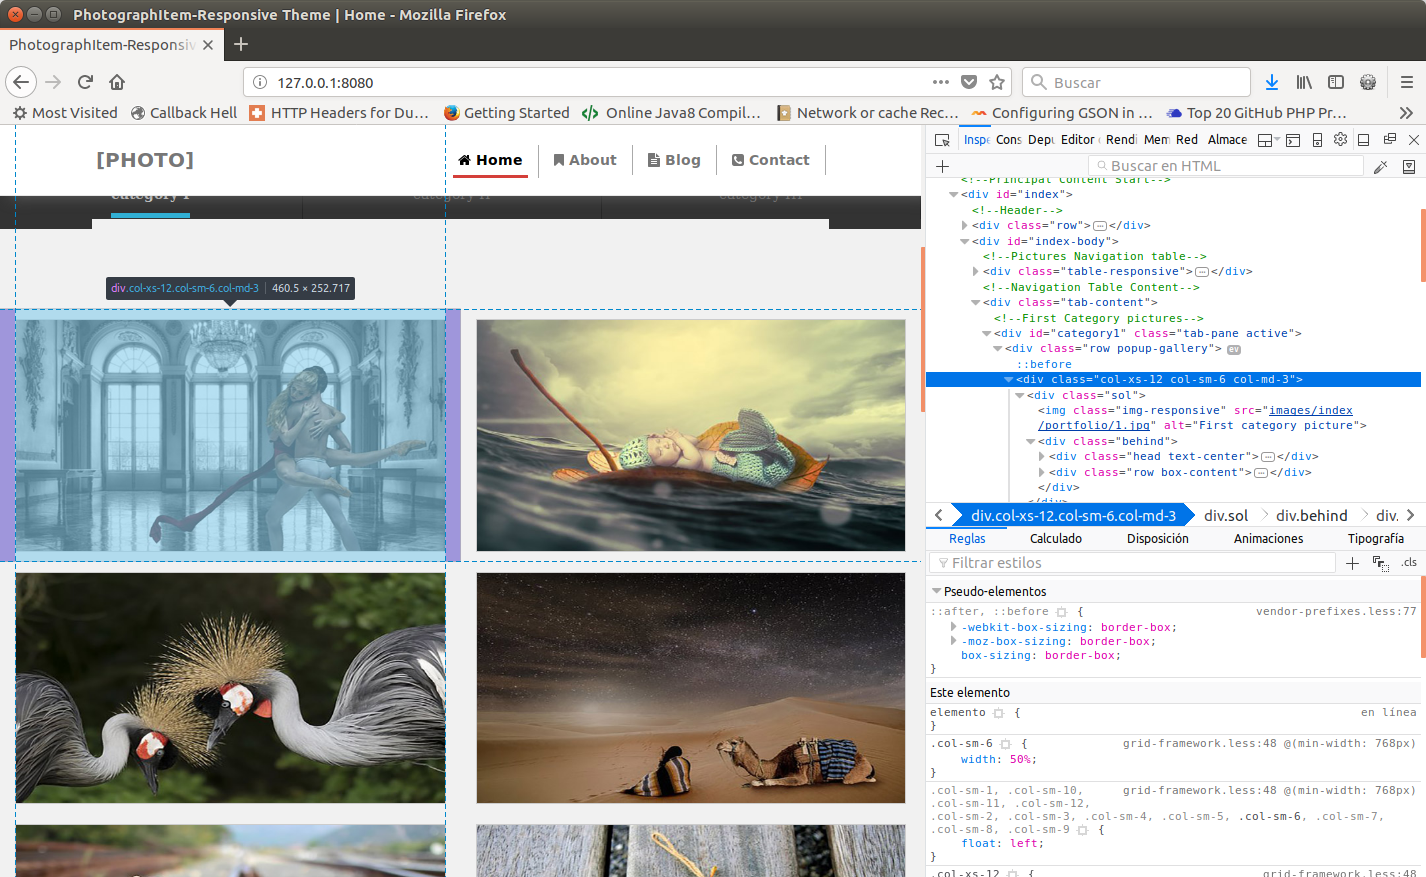 PhotographItem-Responsive Theme | Home - Mozilla Firefox
PhotographItem-Responsiv
127.0.0.1:8080
Buscar
Most Visited
Callback Hell
HTTP Headers for Du...
Getting Started
Online Java8 Compil...
Network or cache Rec...
Configuring GSON in ...
Top 20 GitHub PHP Pr...
[PHOTO]
Home
About
Blog
Contact
category I
category II
category III
div.col-xs-12.col-sm-6.col-md-3 | 460.5 × 252.717
Inspe
Cons
Depu
Editor
Rendi
Mem
Red
Almace
Buscar en HTML
<!--Principal Content Start-->
<div id="index">
<!--Header-->
<div class="row"></div>
<div id="index-body">
<!--Pictures Navigation table-->
<div class="table-responsive"></div>
<!--Navigation Table Content-->
<div class="tab-content">
<!--First Category pictures-->
<div id="category1" class="tab-pane active">
<div class="row popup-gallery"> ev
::before
<div class="col-xs-12 col-sm-6 col-md-3">
<div class="sol">
<img class="img-responsive" src="images/index
/portfolio/1.jpg" alt="First category picture">
<div class="behind">
<div class="head text-center"></div>
<div class="row box-content"></div>
</div>
</div>
div.col-xs-12.col-sm-6.col-md-3
div.sol
div.behind
div.
Reglas
Calculado
Disposición
Animaciones
Tipografía
Filtrar estilos
.cls
Pseudo-elementos
::after, ::before { vendor-prefixes.less:77
-webkit-box-sizing: border-box;
-moz-box-sizing: border-box;
box-sizing: border-box;
}
Este elemento
elemento { en línea
}
.col-sm-6 { grid-framework.less:48 @(min-width: 768px)
width: 50%;
}
.col-sm-1, .col-sm-10, grid-framework.less:48 @(min-width: 768px)
.col-sm-11, .col-sm-12,
.col-sm-2, .col-sm-3, .col-sm-4, .col-sm-5, .col-sm-6, .col-sm-7,
.col-sm-8, .col-sm-9 {
float: left;
}
.col-xs-12 { grid-framework.less:48